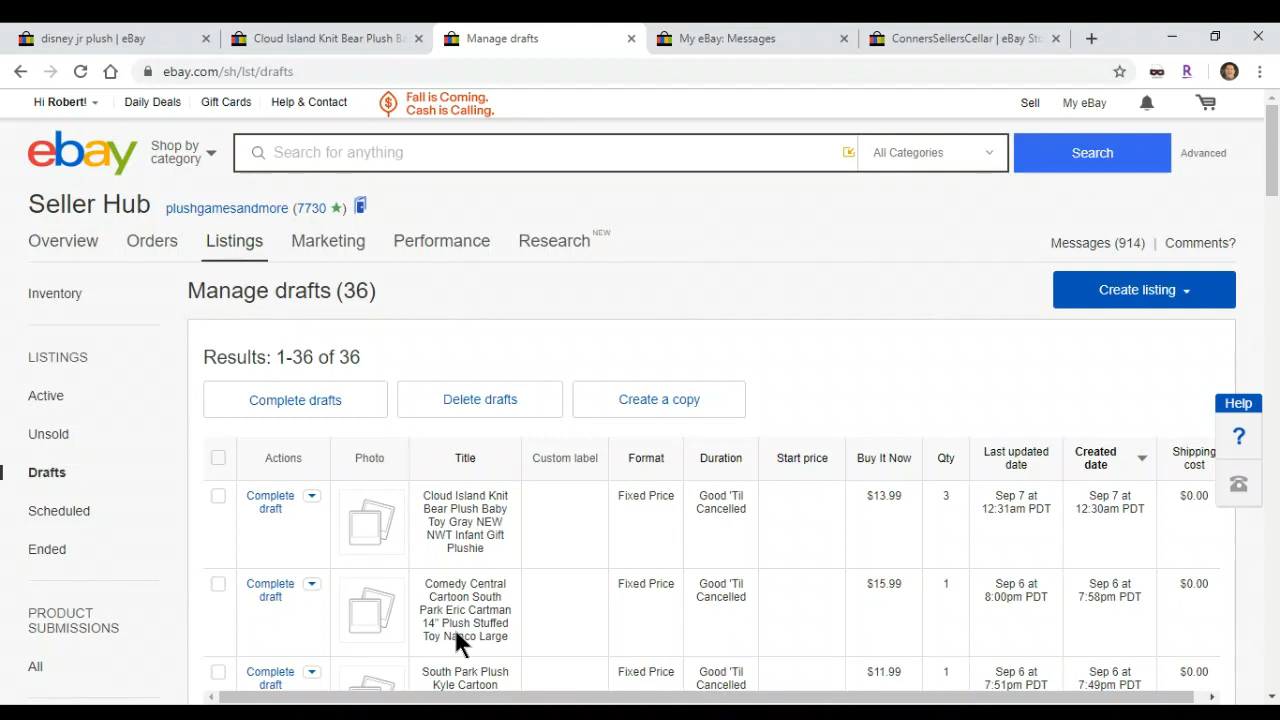 disney jr plush | eBay
Cloud Island Knit Bear Plush Ba
Manage drafts
My eBay: Messages
ConnersSellersCellar | eBay Sto
ebay.com/sh/lst/drafts
R
Hi Robert!
Daily Deals
Gift Cards
Help & Contact
Fall is Coming.
Cash is Calling.
Sell
My eBay
ebay
Shop by
category
Search for anything
All Categories
Search
Advanced
Seller Hub
plushgamesandmore (7730 ★)
Overview
Orders
Listings
Marketing
Performance
Research NEW
Messages (914) | Comments?
Inventory
Manage drafts (36)
Create listing
LISTINGS
Active
Unsold
Drafts
Scheduled
Ended
PRODUCT
SUBMISSIONS
All
Results: 1-36 of 36
Complete drafts
Delete drafts
Create a copy
Help
?
Actions
Photo
Title
Custom label
Format
Duration
Start price
Buy It Now
Qty
Last updated
date
Created
date
Shipping
cost
Complete
draft
Cloud Island Knit
Bear Plush Baby
Toy Gray NEW
NWT Infant Gift
Plushie
Fixed Price
Good 'Til
Cancelled
$13.99
3
Sep 7 at
12:31am PDT
Sep 7 at
12:30am PDT
$0.00
Complete
draft
Comedy Central
Cartoon South
Park Eric Cartman
14" Plush Stuffed
Toy Nanco Large
Fixed Price
Good 'Til
Cancelled
$15.99
1
Sep 6 at
8:00pm PDT
Sep 6 at
7:58pm PDT
$0.00
Complete
draft
South Park Plush
Kyle Cartoon
Fixed Price
Good 'Til
Cancelled
$11.99
1
Sep 6 at
7:51pm PDT
Sep 6 at
7:49pm PDT
$0.00